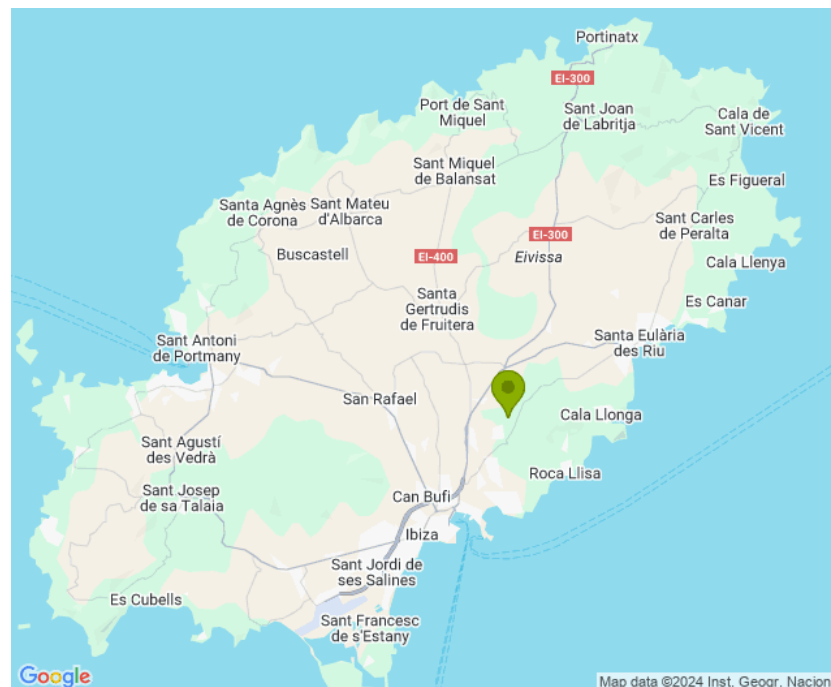 Portinatx
EI-300
Port de Sant
Miquel
Sant Joan
de Labritja
Cala de
Sant Vicent
Sant Miquel
de Balansat
Es Figueral
Santa Agnès
de Corona
Sant Mateu
d'Albarca
Sant Carles
de Peralta
EI-300
Buscastell
EI-400
Eivissa
Cala Llenya
Santa
Gertrudis
de Fruitera
Es Canar
Sant Antoni
de Portmany
Santa Eulària
des Riu
San Rafael
Cala Llonga
Sant Agustí
des Vedrà
Roca Llisa
Sant Josep
de sa Talaia
Can Bufi
Ibiza
Sant Jordi de
ses Salines
Es Cubells
Sant Francesc
de s'Estany
Google
Map data ©2024 Inst. Geogr. Nacion